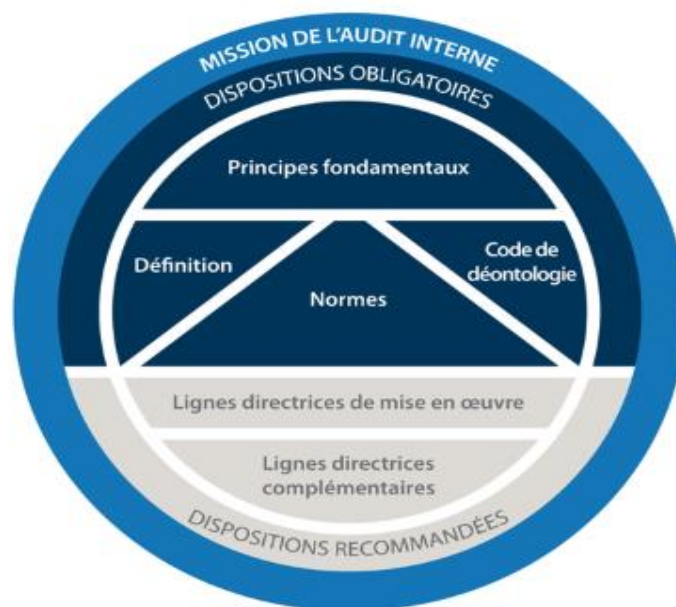 MISSION DE L'AUDIT INTERNE
DISPOSITIONS OBLIGATOIRES
Principes fondamentaux
Définition
Code de
déontologie
Normes
Lignes directrices de mise en œuvre
Lignes directrices
complémentaires
DISPOSITIONS RECOMMANDÉES